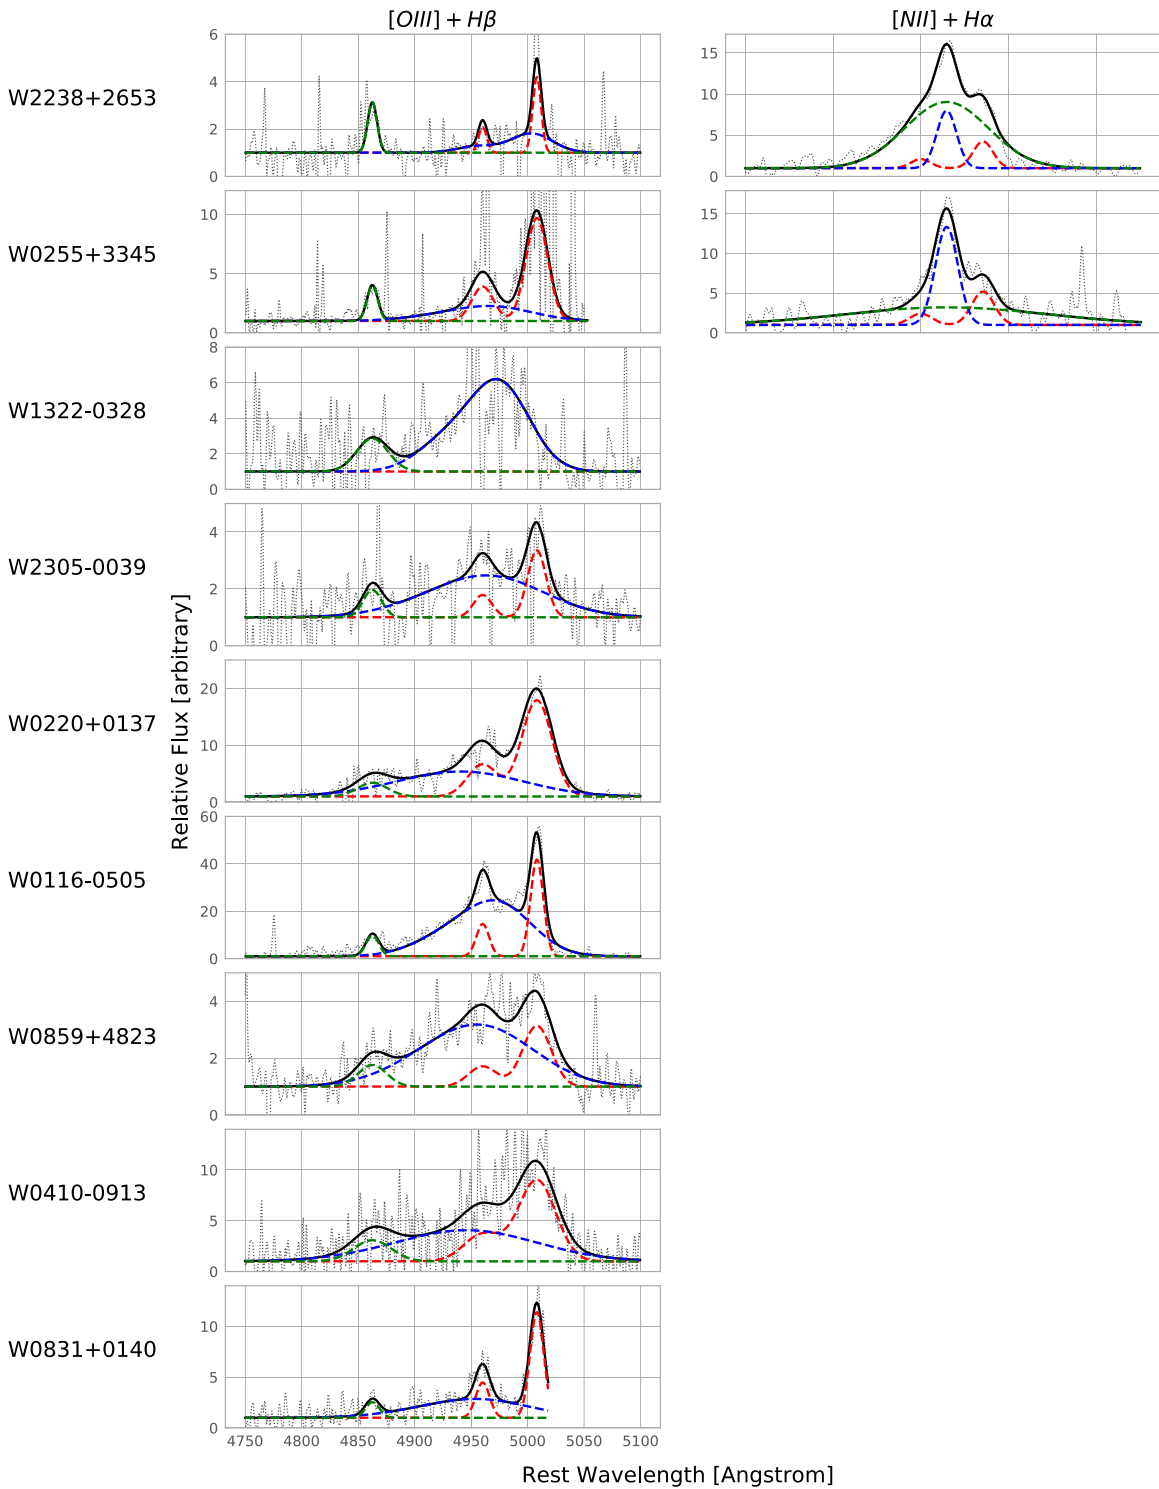 [OIII] + Hβ
[NII] + Hα
W2238+2653
6
4
2
0
15
10
5
0
W0255+3345
10
5
0
15
10
5
0
W1322-0328
8
6
4
2
0
W2305-0039
4
2
0
W0220+0137
20
10
0
W0116-0505
60
40
20
0
W0859+4823
4
2
0
W0410-0913
10
5
0
W0831+0140
10
5
0
Relative Flux [arbitrary]
4750 4800 4850 4900 4950 5000 5050 5100
Rest Wavelength [Angstrom]